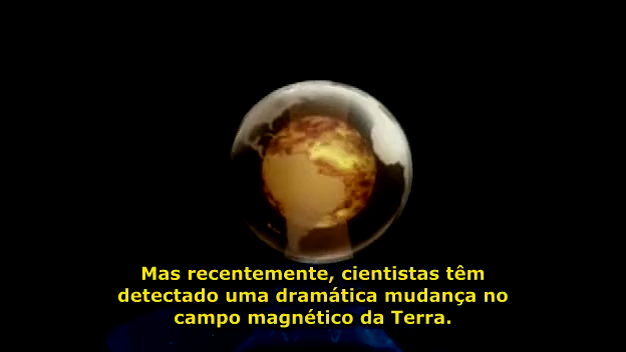 Mas recentemente, cientistas têm
detectado uma dramática mudança no
campo magnético da Terra.